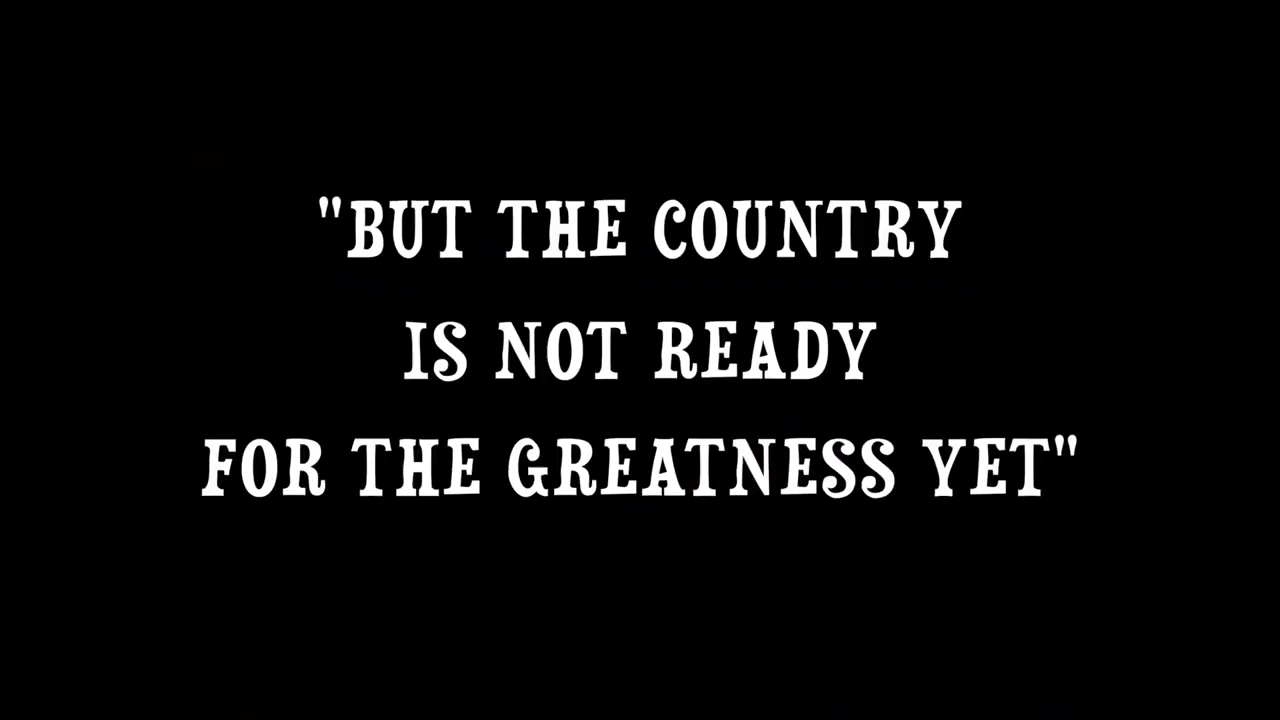 "BUT THE COUNTRY
IS NOT READY
FOR THE GREATNESS YET"